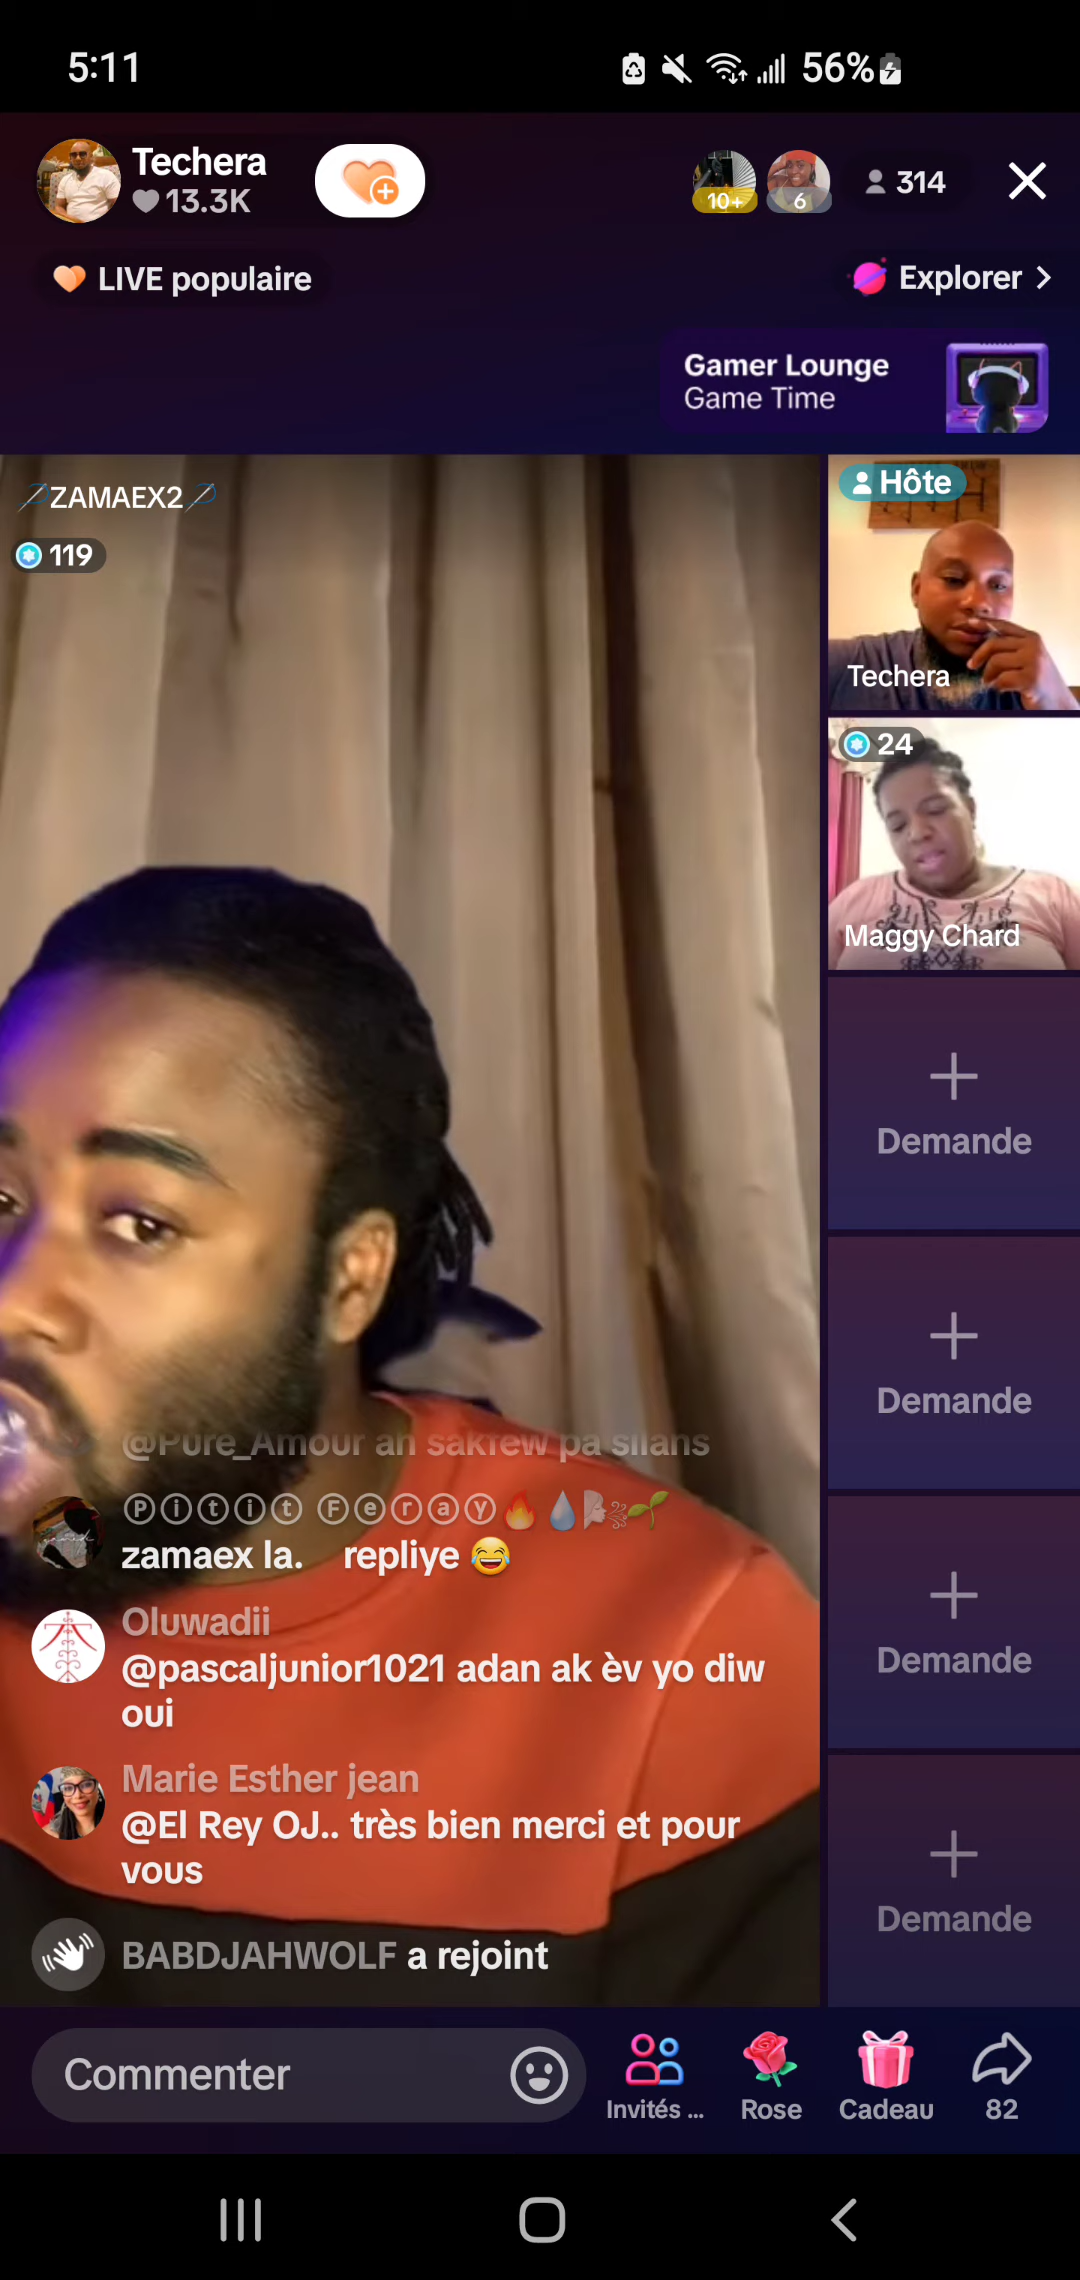 5:11
56%
Techera
13.3K
10+
6
314
LIVE populaire
Explorer
Gamer Lounge
Game Time
ZAMAEX2
119
Hôte
Techera
24
Maggy Chard
Demande
Demande
Demande
Demande
@Pure_Amour ah sakfew pa silans
Ⓟⓘⓣⓘⓣ Ⓕⓔⓡⓐⓨ🔥💧🌬🌱
zamaex la. repliye 😂
Oluwadii
@pascaljunior1021 adan ak èv yo diw
oui
Marie Esther jean
@El Rey OJ.. très bien merci et pour
vous
BABDJAHWOLF a rejoint
Commenter
Invités ...
Rose
Cadeau
82